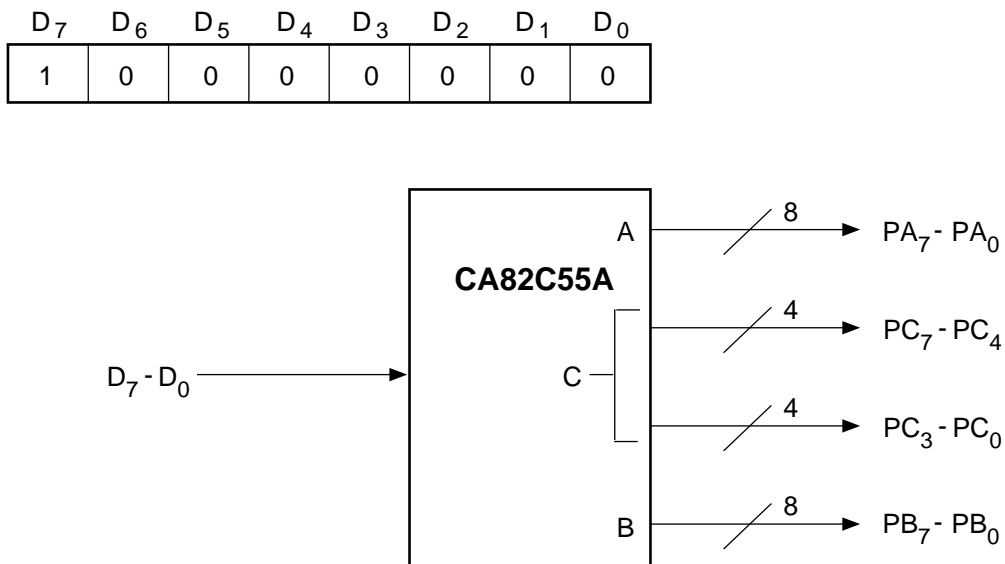 D7 D6 D5 D4 D3 D2 D1 D0
1 0 0 0 0 0 0 0
A 8 PA7 - PA0
CA82C55A
4 PC7 - PC4
D7 - D0 C
4 PC3 - PC0
B 8 PB7 - PB0